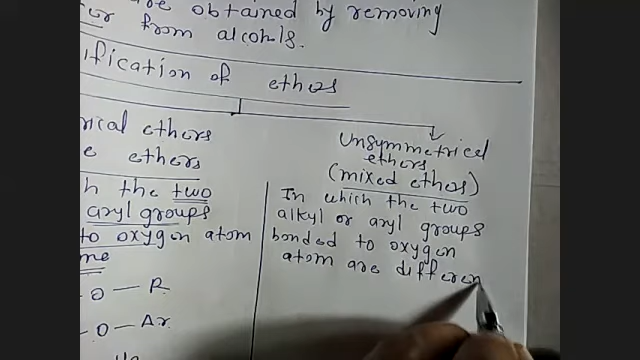 are obtained by removing
from alcohols.
ification of ethers
rical ethers
e ethers
h the two
aryl groups
to oxygen atom
me
O — R
- O — Ar
Unsymmetrical
ethers
(mixed ethers)
In which the two
alkyl or aryl groups
bonded to oxygen
atom are differen